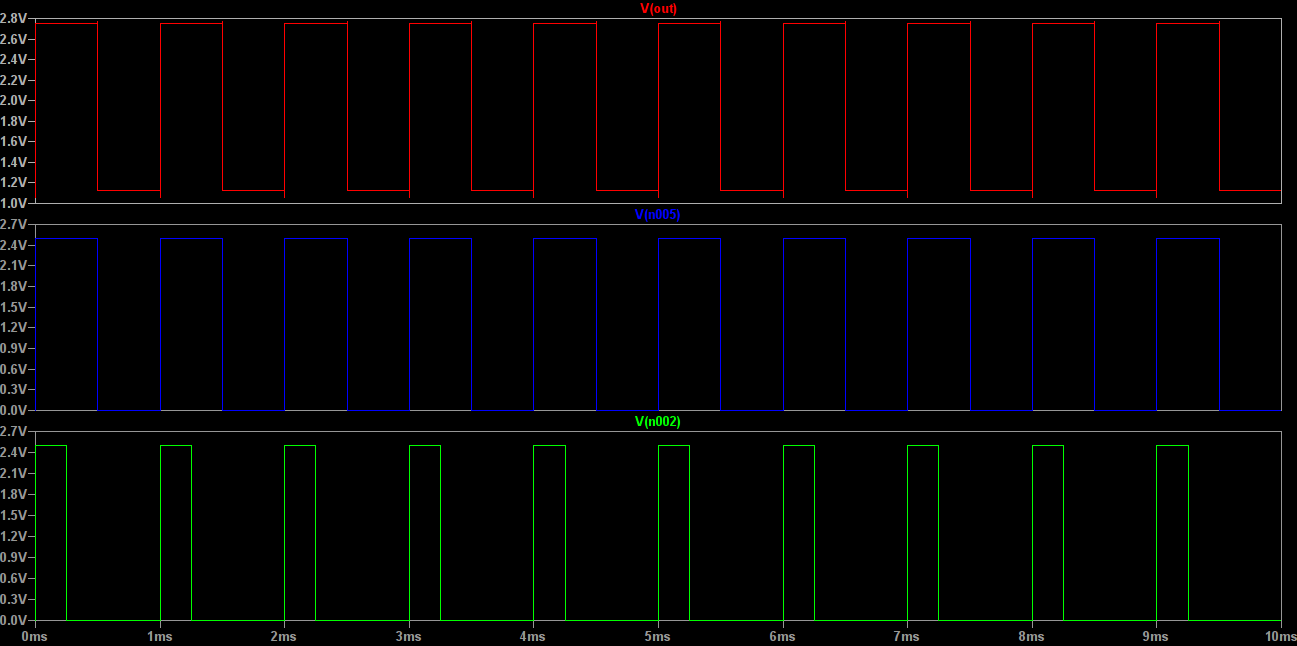 V(out)
2.8V
2.6V
2.4V
2.2V
2.0V
1.8V
1.6V
1.4V
1.2V
1.0V
V(n005)
2.7V
2.4V
2.1V
1.8V
1.5V
1.2V
0.9V
0.6V
0.3V
0.0V
V(n002)
2.7V
2.4V
2.1V
1.8V
1.5V
1.2V
0.9V
0.6V
0.3V
0.0V
0ms 1ms 2ms 3ms 4ms 5ms 6ms 7ms 8ms 9ms 10ms